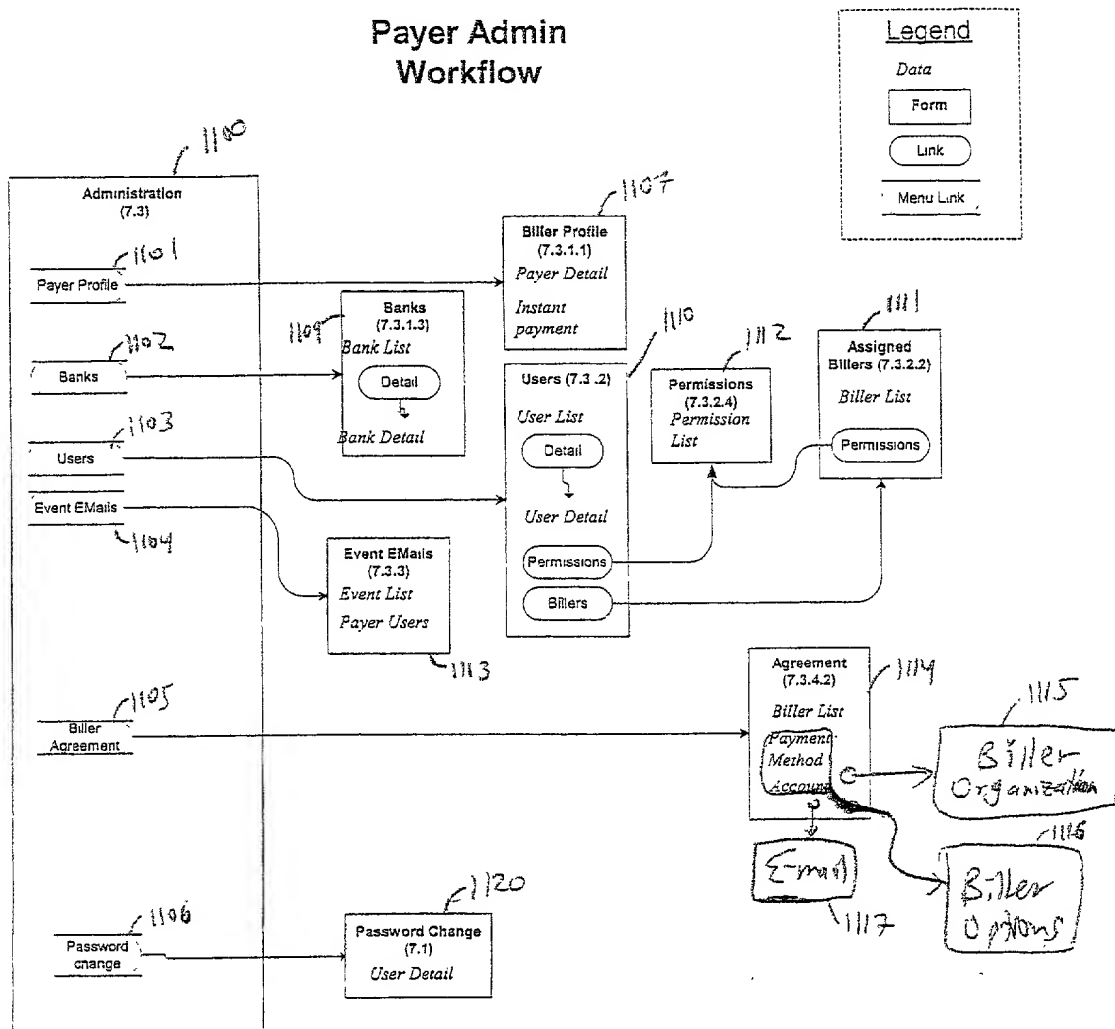 Payer Admin
Workflow
Legend
Data
Form
Link
Menu Link
1100
Administration
(7.3)
1101
Payer Profile
1107
Biller Profile
(7.3.1.1)
Payer Detail
Instant
payment
1102
Banks
1109
Banks
(7.3.1.3)
Bank List
Detail
Bank Detail
1103
Users
1110
Users (7.3 .2)
User List
Detail
User Detail
Permissions
Billers
1112
Permissions
(7.3.2.4)
Permission
List
1111
Assigned
Billers (7.3.2.2)
Biller List
Permissions
Event EMails
1104
Event EMails
(7.3.3)
Event List
Payer Users
1113
1105
Biller
Agreement
1114
Agreement
(7.3.4.2)
Biller List
Payment
Method
Account
1115
Biller
Organization
1116
Biller
Options
E-mail
1117
1106
Password
change
1120
Password Change
(7.1)
User Detail